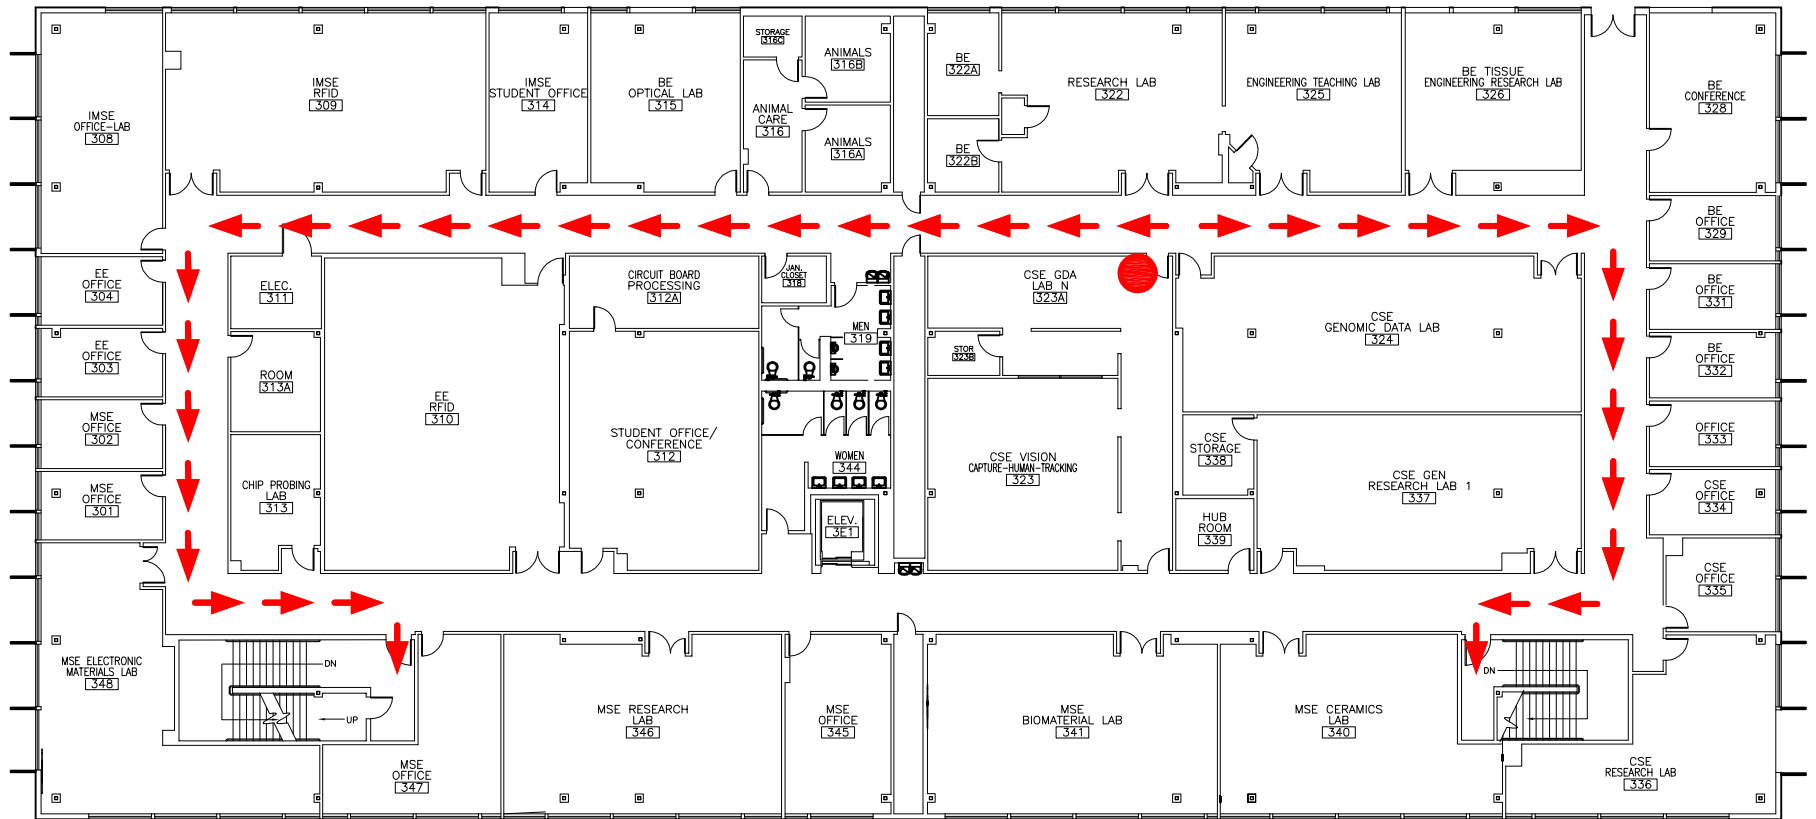 IMSE
OFFICE-LAB
308
IMSE
RFID
309
IMSE
STUDENT OFFICE
314
BE
OPTICAL LAB
315
STORAGE
316C
ANIMALS
316B
ANIMAL
CARE
316
ANIMALS
316A
BE
322A
BE
322B
RESEARCH LAB
322
ENGINEERING TEACHING LAB
325
BE TISSUE
ENGINEERING RESEARCH LAB
326
BE
CONFERENCE
328
BE
OFFICE
329
BE
OFFICE
331
BE
OFFICE
332
OFFICE
333
CSE
OFFICE
334
CSE
OFFICE
335
EE
OFFICE
304
EE
OFFICE
303
MSE
OFFICE
302
MSE
OFFICE
301
ELEC.
311
ROOM
313A
CHIP PROBING
LAB
313
EE
RFID
310
CIRCUIT BOARD
PROCESSING
312A
STUDENT OFFICE/
CONFERENCE
312
JAN.
CLOSET
318
MEN
319
WOMEN
344
ELEV.
3E1
CSE GDA
LAB N
323A
STOR
323B
CSE VISION
CAPTURE-HUMAN-TRACKING
323
CSE
GENOMIC DATA LAB
324
CSE
STORAGE
338
HUB
ROOM
339
CSE GEN
RESEARCH LAB 1
337
MSE ELECTRONIC
MATERIALS LAB
348
DN
UP
MSE
OFFICE
347
MSE RESEARCH
LAB
346
MSE
OFFICE
345
MSE
BIOMATERIAL LAB
341
MSE CERAMICS
LAB
340
DN
CSE
RESEARCH LAB
336